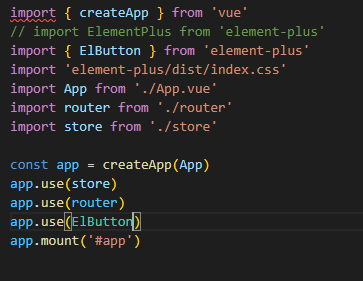 import { createApp } from 'vue'
// import ElementPlus from 'element-plus'
import { ElButton } from 'element-plus'
import 'element-plus/dist/index.css'
import App from './App.vue'
import router from './router'
import store from './store'
const app = createApp(App)
app.use(store)
app.use(router)
app.use(ElButton)
app.mount('#app')